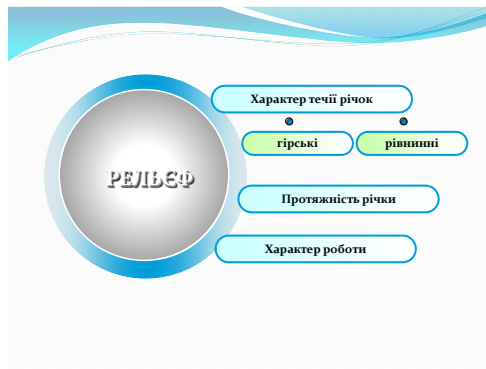 Характер течії річок
гірські
рівнинні
РЕЛЬЄФ
Протяжність річки
Характер роботи